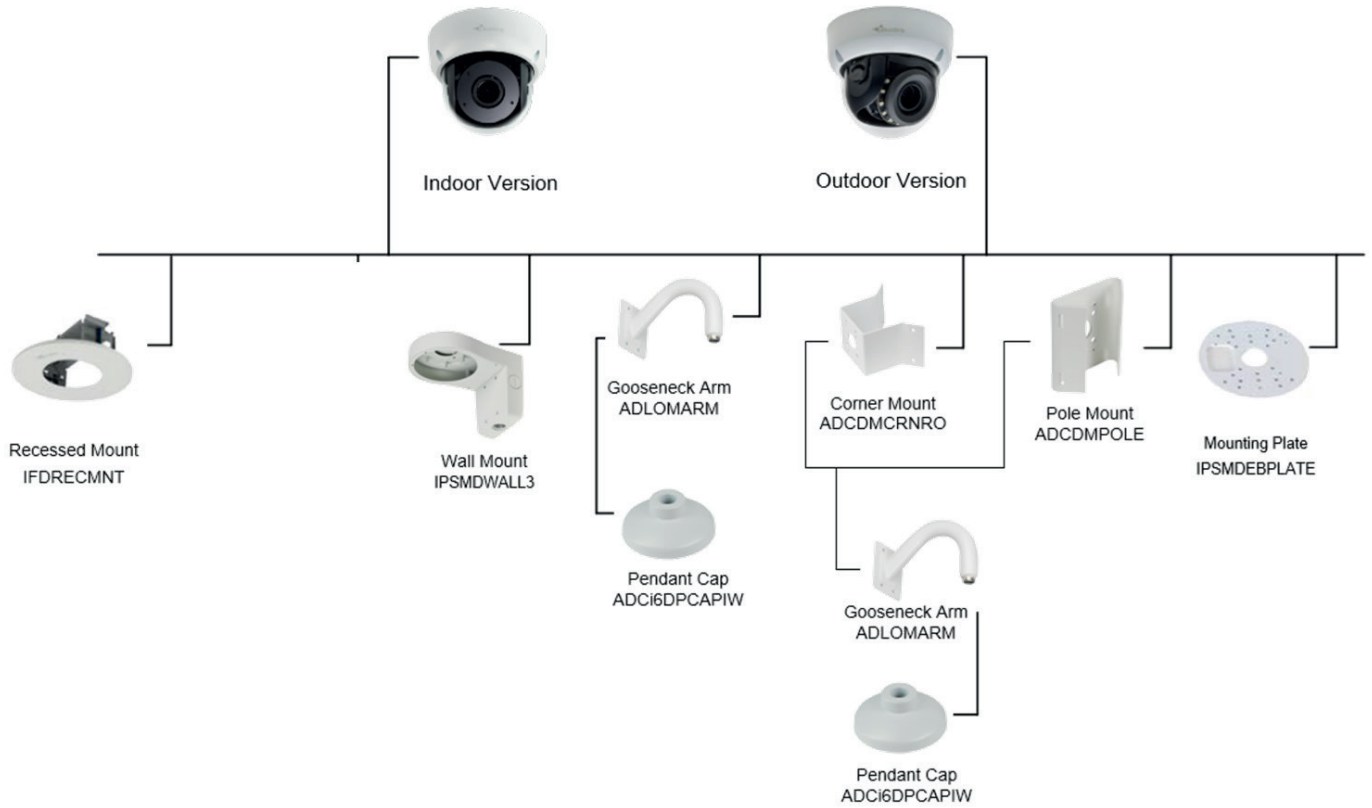 Indoor Version
Outdoor Version
Recessed Mount
IFDRECMNT
Wall Mount
IPSMDWALL3
Gooseneck Arm
ADLOMARM
Pendant Cap
ADCi6DPCAPIW
Corner Mount
ADCDMCRNRO
Pole Mount
ADCDMPOLE
Mounting Plate
IPSMDEBPLATE
Gooseneck Arm
ADLOMARM
Pendant Cap
ADCi6DPCAPIW